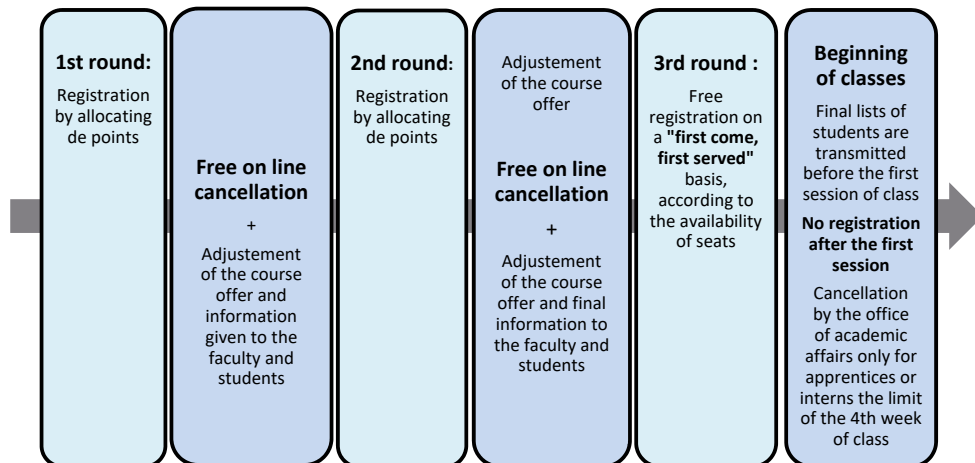 1st round:
Registration
by allocating
de points
Free on line
cancellation
+
Adjustement
of the course
offer and
information
given to the
faculty and
students
2nd round:
Registration
by allocating
de points
Adjustement
of the course
offer
Free on line
cancellation
+
Adjustement
of the course
offer and final
information to
the faculty and
students
3rd round :
Free
registration on
a "first come,
first served"
basis,
according to
the availability
of seats
Beginning
of classes
Final lists of
students are
transmitted
before the first
session of class
No registration
after the first
session
Cancellation
by the office
of academic
affairs only for
apprentices or
interns the limit
of the 4th week
of class